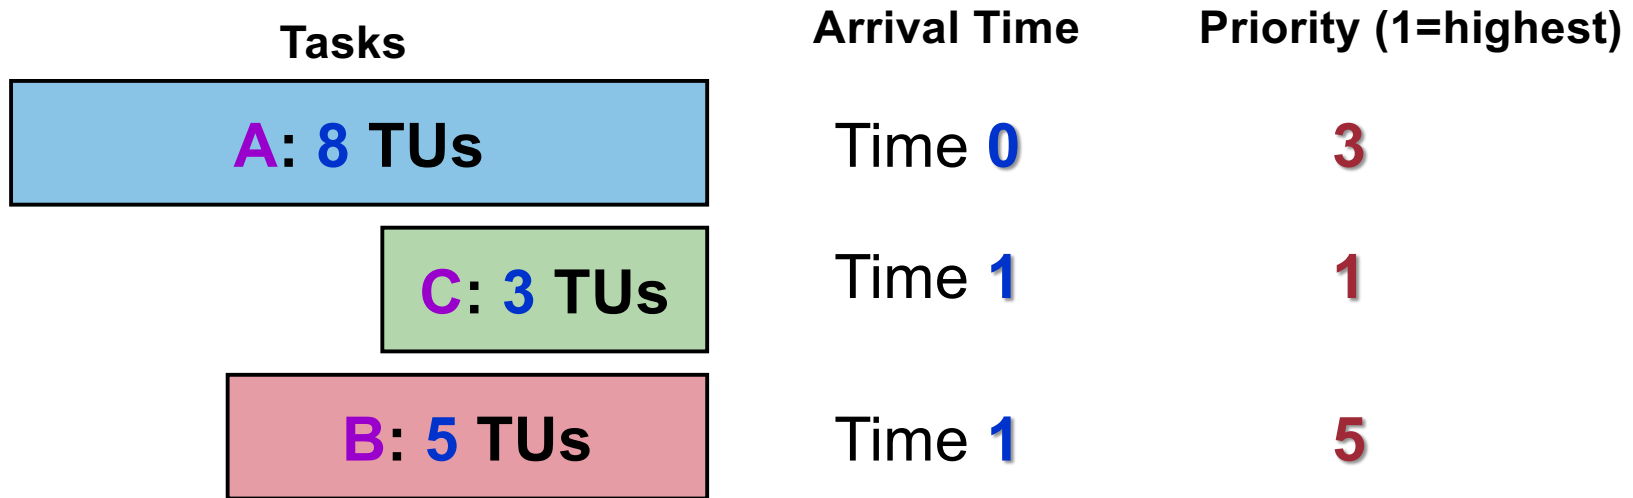 Tasks Arrival Time Priority (1=highest)
A: 8 TUs Time 0 3
C: 3 TUs Time 1 1
B: 5 TUs Time 1 5